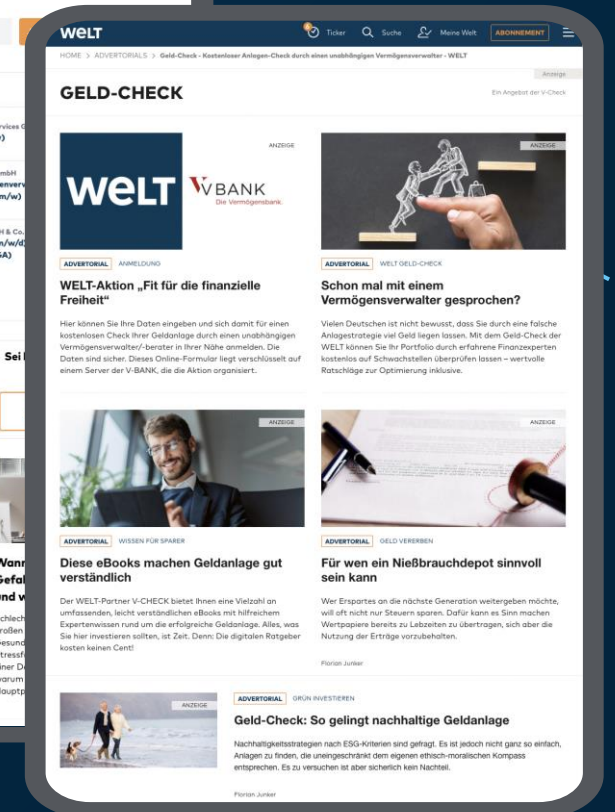 welt
6
Ticker
Suche
Meine Welt
ABONNEMENT
HOME > ADVERTORIALS > Geld-Check - Kostenloser Anlagen-Check durch einen unabhängigen Vermögensverwalter - WELT
Anzeige
GELD-CHECK
Ein Angebot der V-Check
ANZEIGE
welt
VBANK
Die Vermögensbank.
ADVERTORIAL ANMELDUNG
WELT-Aktion „Fit für die finanzielle
Freiheit“
Hier können Sie Ihre Daten eingeben und sich damit für einen
kostenlosen Check Ihrer Geldanlage durch einen unabhängigen
Vermögensverwalter/-berater in Ihrer Nähe anmelden. Die
Daten sind sicher. Dieses Online-Formular liegt verschlüsselt auf
einem Server der V-BANK, die die Aktion organisiert.
ANZEIGE
ADVERTORIAL WELT GELD-CHECK
Schon mal mit einem
Vermögensverwalter gesprochen?
Vielen Deutschen ist nicht bewusst, dass Sie durch eine falsche
Anlagestrategie viel Geld liegen lassen. Mit dem Geld-Check der
WELT können Sie Ihr Portfolio durch erfahrene Finanzexperten
kostenlos auf Schwachstellen überprüfen lassen – wertvolle
Ratschläge zur Optimierung inklusive.
ANZEIGE
ADVERTORIAL WISSEN FÜR SPARER
Diese eBooks machen Geldanlage gut
verständlich
Der WELT-Partner V-CHECK bietet Ihnen eine Vielzahl an
umfassenden, leicht verständlichen eBooks mit hilfreichem
Expertenwissen rund um die erfolgreiche Geldanlage. Alles, was
Sie hier investieren sollten, ist Zeit. Denn: Die digitalen Ratgeber
kosten keinen Cent!
ANZEIGE
ADVERTORIAL GELD VERERBEN
Für wen ein Nießbrauchdepot sinnvoll
sein kann
Wer Erspartes an die nächste Generation weitergeben möchte,
will oft nicht nur Steuern sparen. Dafür kann es Sinn machen
Wertpapiere bereits zu Lebzeiten zu übertragen, sich aber die
Nutzung der Erträge vorzubehalten.
Florian Junker
ANZEIGE
ADVERTORIAL GRÜN INVESTIEREN
Geld-Check: So gelingt nachhaltige Geldanlage
Nachhaltigkeitsstrategien nach ESG-Kriterien sind gefragt. Es ist jedoch nicht ganz so einfach,
Anlagen zu finden, die uneingeschränkt dem eigenen ethisch-moralischen Kompass
entsprechen. Es zu versuchen ist aber sicherlich kein Nachteil.
Florian Junker